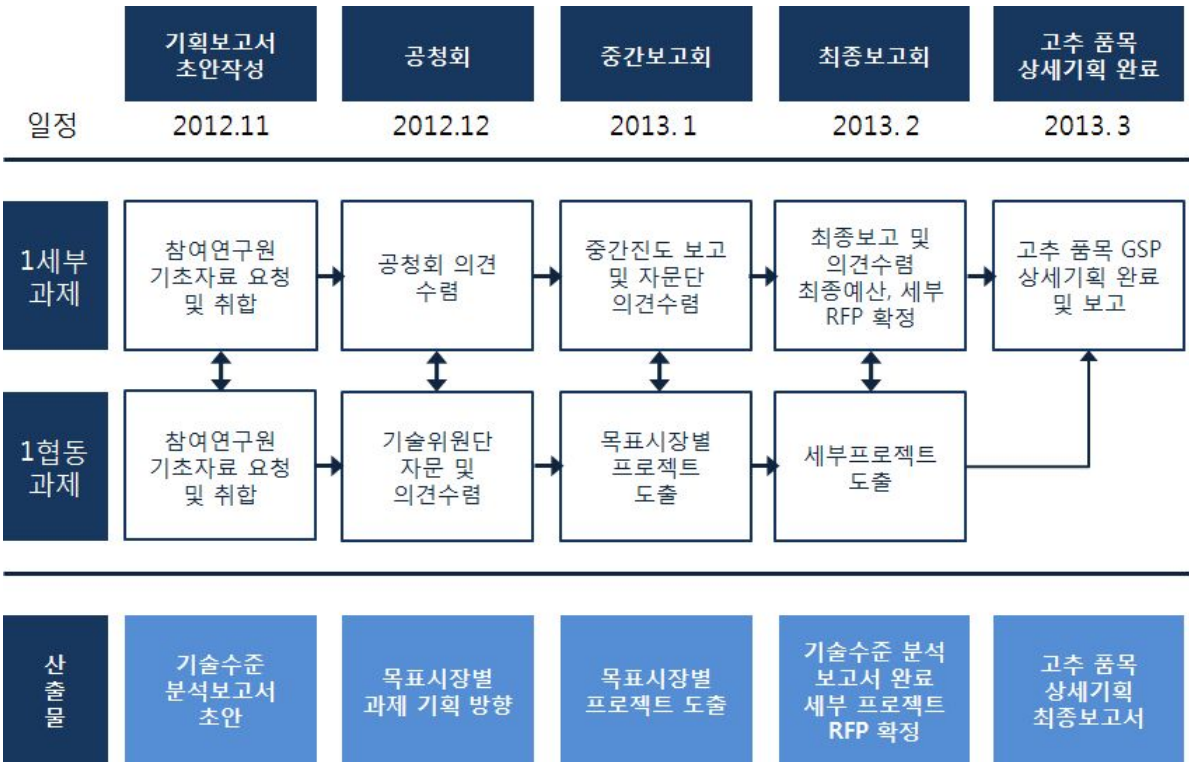 기획보고서
초안작성
공청회
중간보고회
최종보고회
고추 품목
상세기획 완료
일정
2012.11
2012.12
2013. 1
2013. 2
2013. 3
1세부
과제
참여연구원
기초자료 요청
및 취합
공청회 의견
수렴
중간진도 보고
및 자문단
의견수렴
최종보고 및
의견수렴
최종예산, 세부
RFP 확정
고추 품목 GSP
상세기획 완료
및 보고
1협동
과제
참여연구원
기초자료 요청
및 취합
기술위원단
자문 및
의견수렴
목표시장별
프로젝트
도출
세부프로젝트
도출
산
출
물
기술수준
분석보고서
초안
목표시장별
과제 기획 방향
목표시장별
프로젝트 도출
기술수준 분석
보고서 완료
세부 프로젝트
RFP 확정
고추 품목
상세기획
최종보고서